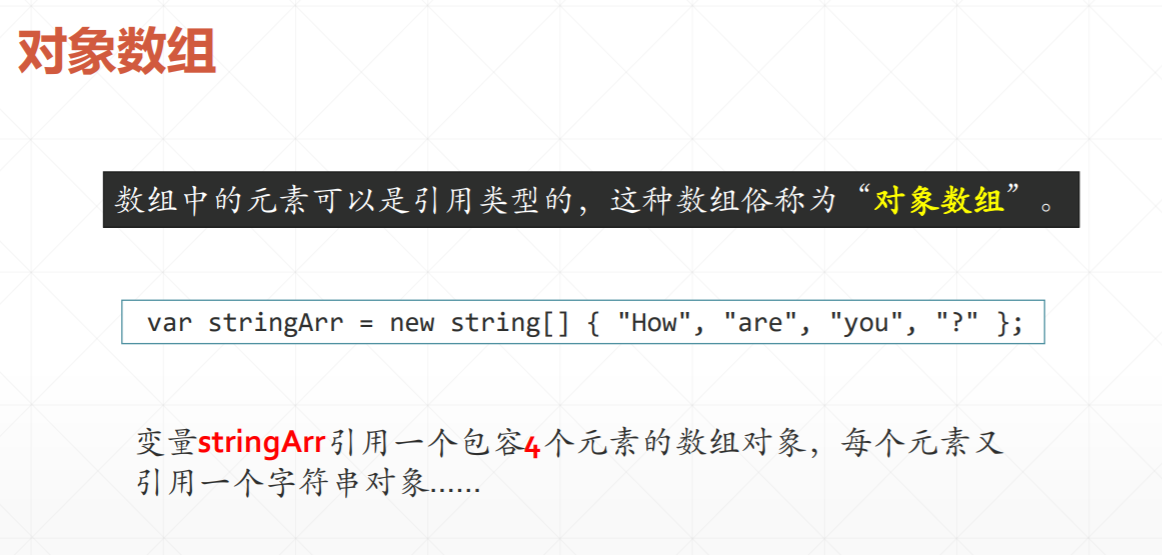 对象数组
数组中的元素可以是引用类型的，这种数组俗称为“对象数组”。
var stringArr = new string[] { "How", "are", "you", "?" };
变量stringArr引用一个包容4个元素的数组对象，每个元素又
引用一个字符串对象……